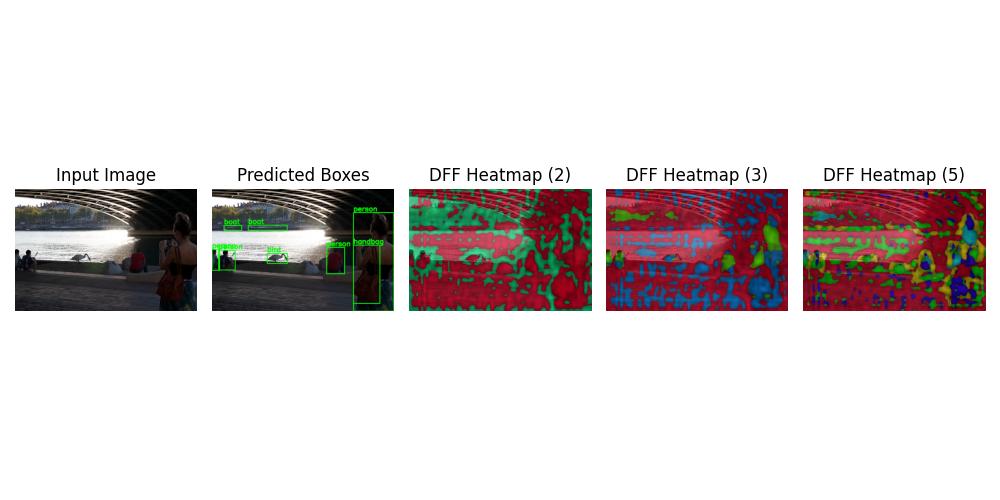 Input Image
Predicted Boxes
DFF Heatmap (2)
DFF Heatmap (3)
DFF Heatmap (5)
person
boat boat
person
person
handbag
bird